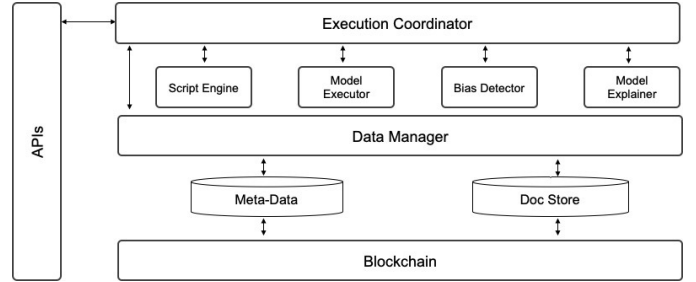 APIs
Execution Coordinator
Script Engine
Model
Executor
Bias Detector
Model
Explainer
Data Manager
Meta-Data
Doc Store
Blockchain